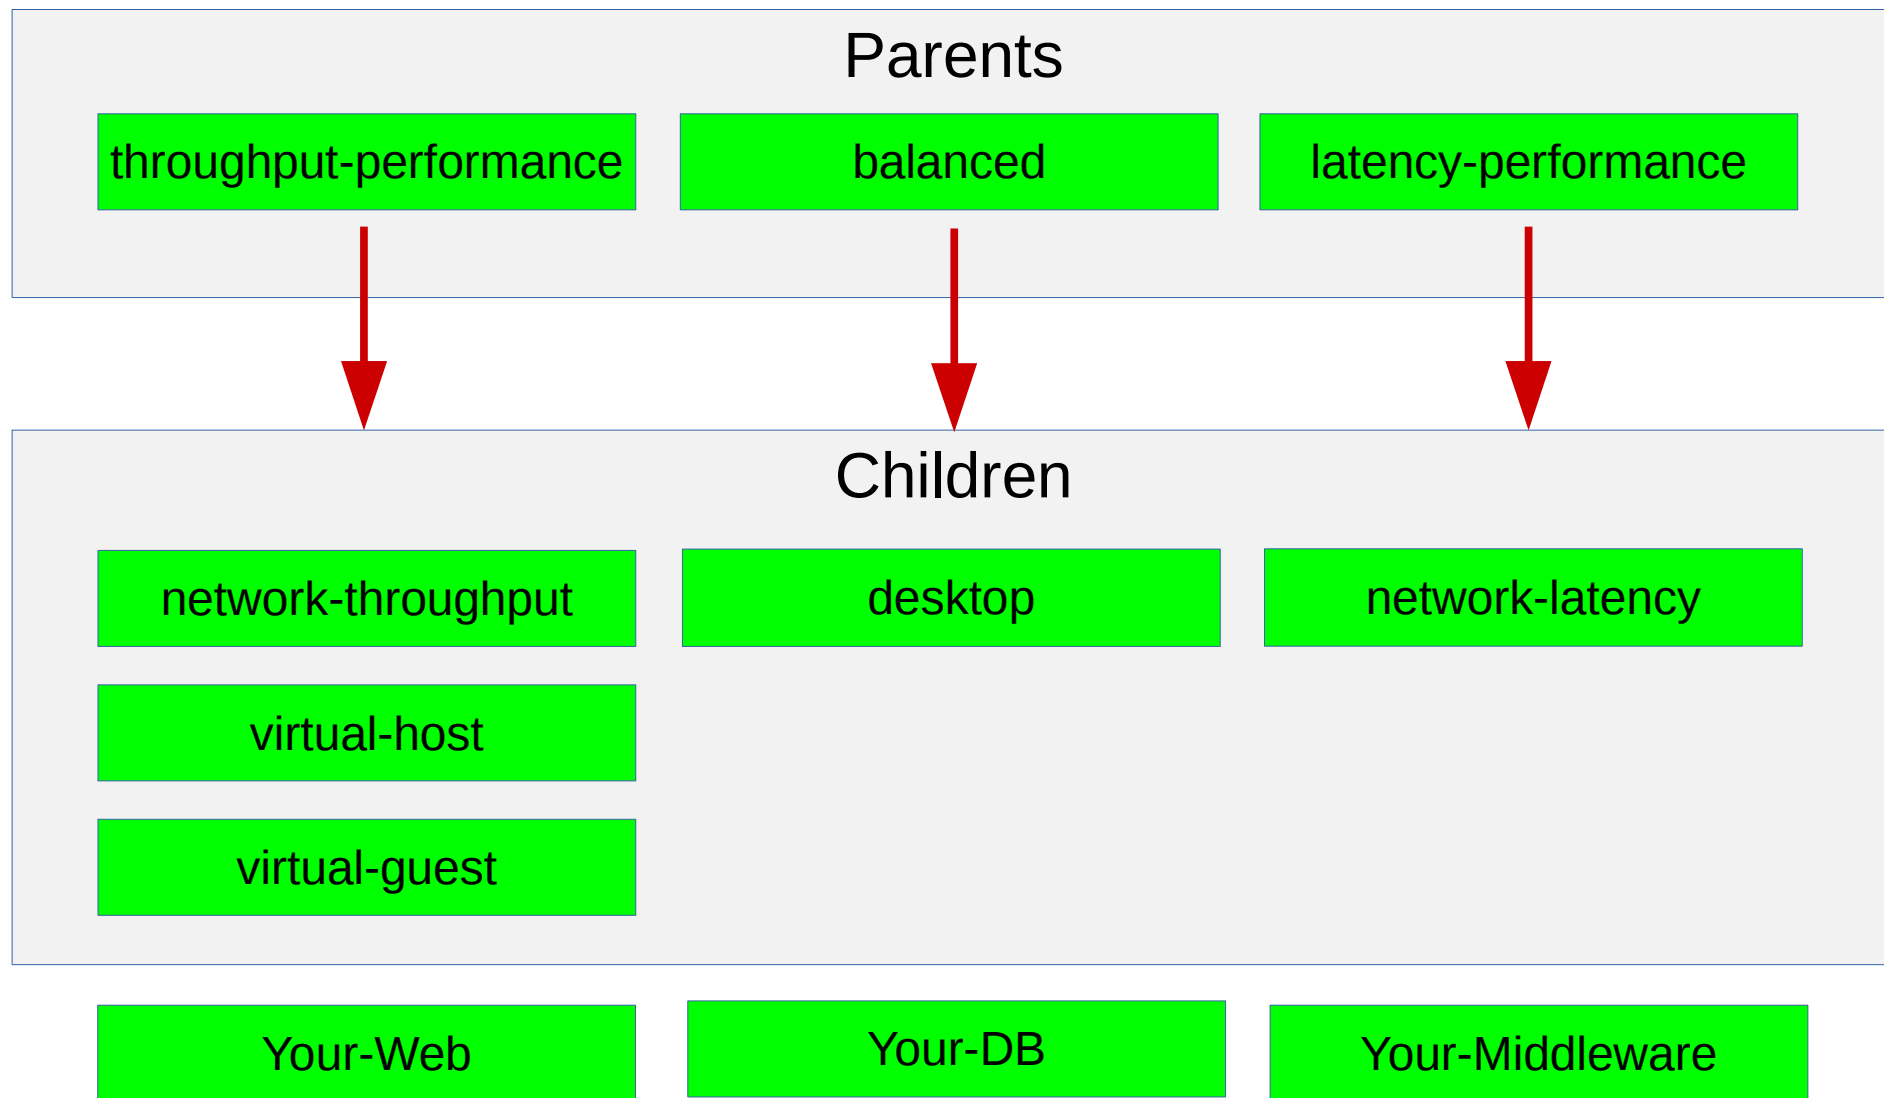 Parents
throughput-performance
balanced
latency-performance
Children
network-throughput
desktop
network-latency
virtual-host
virtual-guest
Your-Web
Your-DB
Your-Middleware